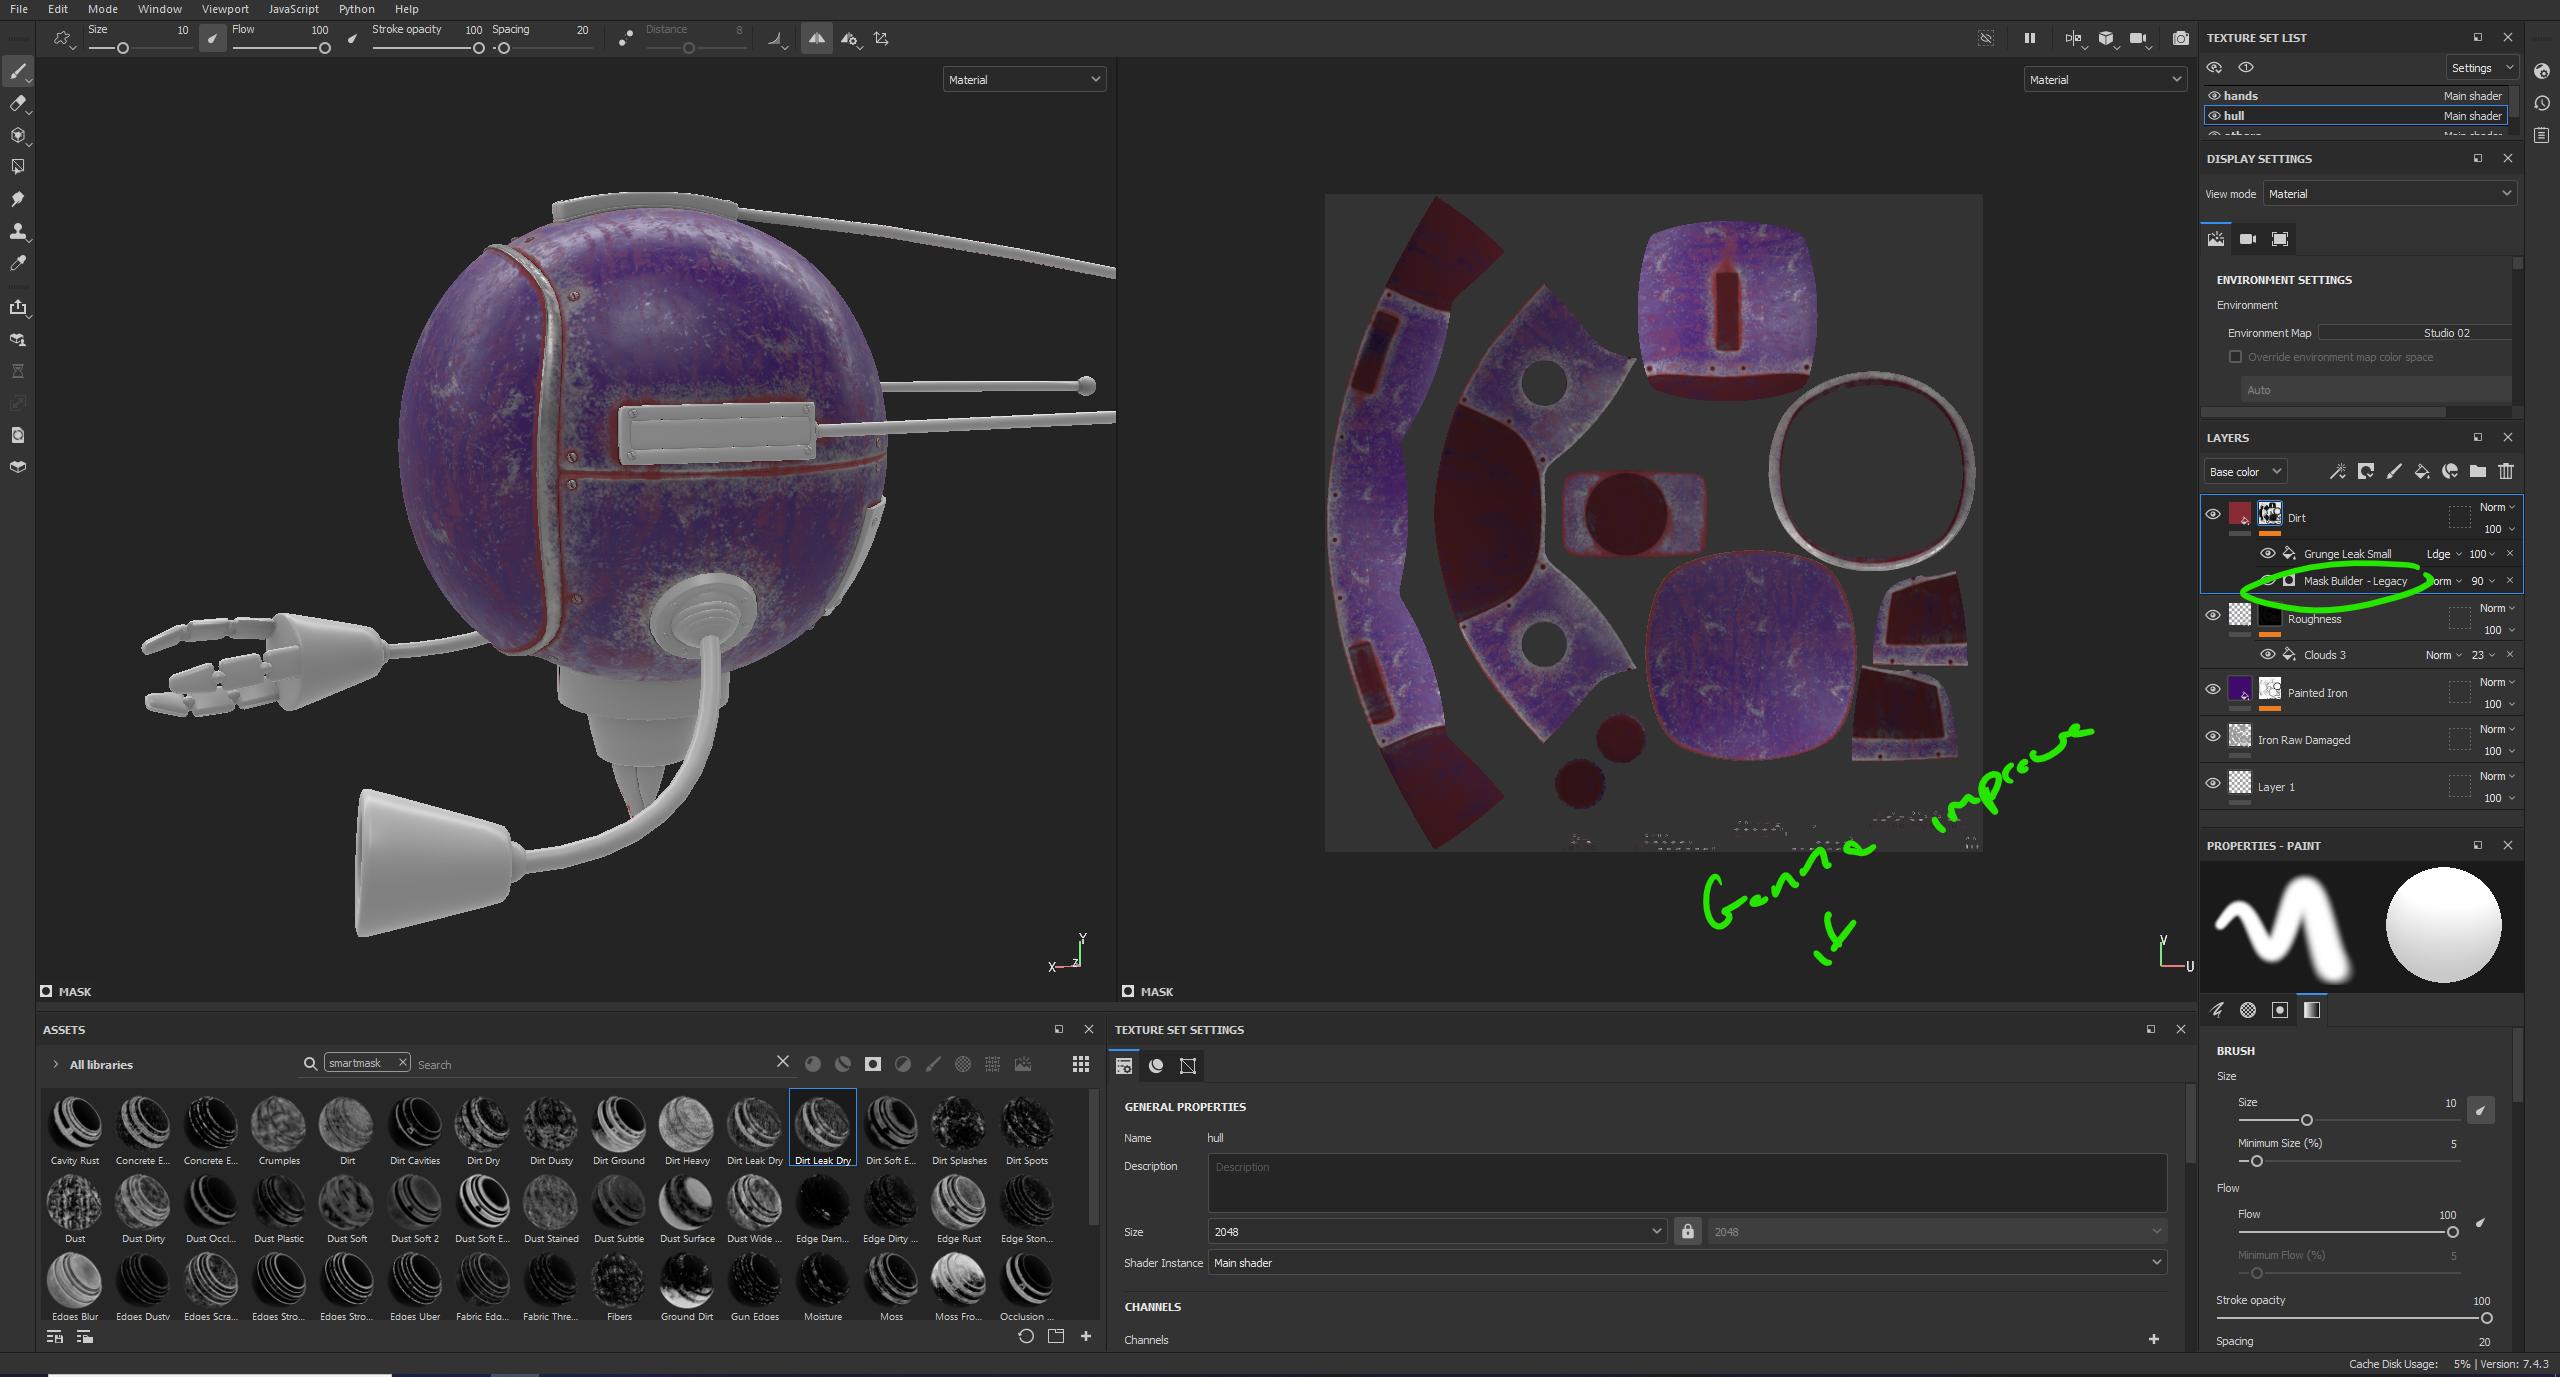 File Edit Mode Window Viewport JavaScript Python Help
Size 10 Flow 100 Stroke opacity 100 Spacing 20 Distance 8
Material
Material
MASK
MASK
Gonna improve
it
TEXTURE SET LIST
Settings
hands Main shader
hull Main shader
others Main shader
DISPLAY SETTINGS
View mode Material
ENVIRONMENT SETTINGS
Environment
Environment Map Studio 02
Override environment map color space
Auto
LAYERS
Base color
Dirt Norm 100
Grunge Leak Small Ldge 100
Mask Builder - Legacy orm 90
Roughness Norm 100
Clouds 3 Norm 23
Painted Iron Norm 100
Iron Raw Damaged Norm 100
Layer 1 Norm 100
PROPERTIES - PAINT
BRUSH
Size
Size 10
Minimum Size (%) 5
Flow
Flow 100
Minimum Flow (%) 5
Stroke opacity 100
Spacing 20
ASSETS
All libraries smartmask Search
Cavity Rust Concrete E... Concrete E... Crumples Dirt Dirt Cavities Dirt Dry Dirt Dusty Dirt Ground Dirt Heavy Dirt Leak Dry Dirt Leak Dry Dirt Soft E... Dirt Splashes Dirt Spots
Dust Dust Dirty Dust Occl... Dust Plastic Dust Soft Dust Soft 2 Dust Soft E... Dust Stained Dust Subtle Dust Surface Dust Wide ... Edge Dam... Edge Dirty ... Edge Rust Edge Ston...
Edges Blur Edges Dusty Edges Scra... Edges Stro... Edges Stro... Edges Uber Fabric Edg... Fabric Thre... Fibers Ground Dirt Gun Edges Moisture Moss Moss Fro... Occlusion ...
TEXTURE SET SETTINGS
GENERAL PROPERTIES
Name hull
Description Description
Size 2048 2048
Shader Instance Main shader
CHANNELS
Channels
Cache Disk Usage: 5% | Version: 7.4.3
X Y Z
V U